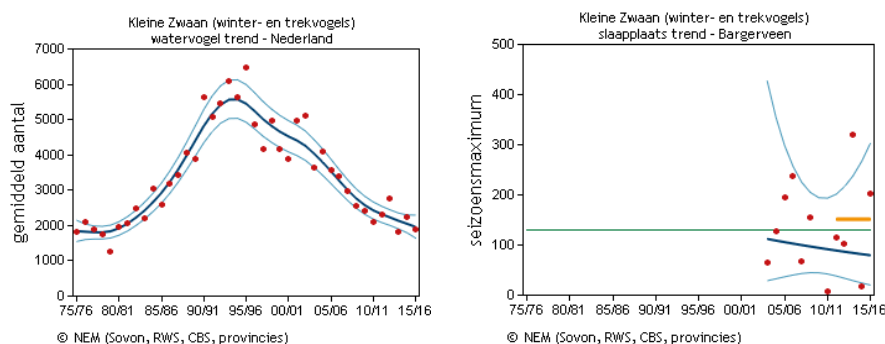 Kleine Zwaan (winter- en trekvogels)
watervogel trend - Nederland
gemiddeld aantal
7000
6000
5000
4000
3000
2000
1000
0
75/76 80/81 85/86 90/91 95/96 00/01 05/06 10/11 15/16
© NEM (Sovon, RWS, CBS, provincies)
Kleine Zwaan (winter- en trekvogels)
slaapplaats trend - Bargerveen
seizoensmaximum
500
400
300
200
100
0
75/76 80/81 85/86 90/91 95/96 00/01 05/06 10/11 15/16
© NEM (Sovon, RWS, CBS, provincies)